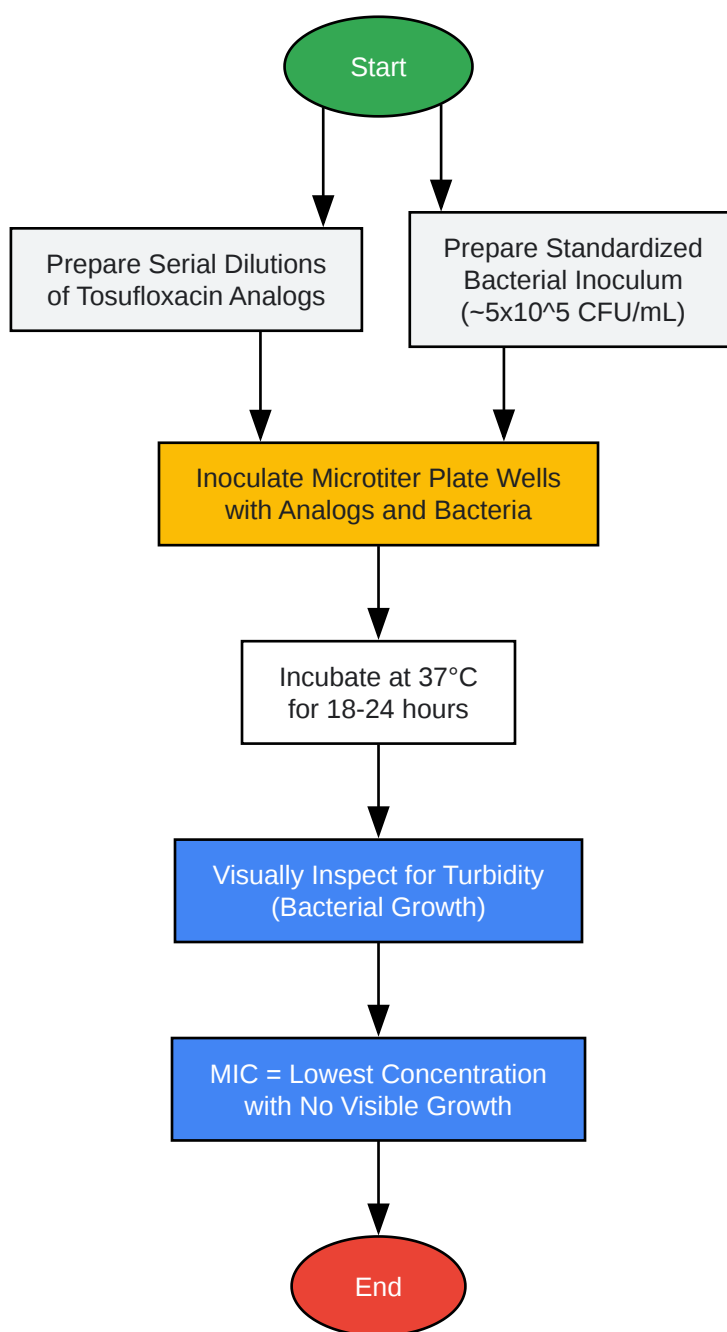 Start
Prepare Serial Dilutions
of Tosufloxacin Analogs
Prepare Standardized
Bacterial Inoculum
(~5x10^5 CFU/mL)
Inoculate Microtiter Plate Wells
with Analogs and Bacteria
Incubate at 37°C
for 18-24 hours
Visually Inspect for Turbidity
(Bacterial Growth)
MIC = Lowest Concentration
with No Visible Growth
End